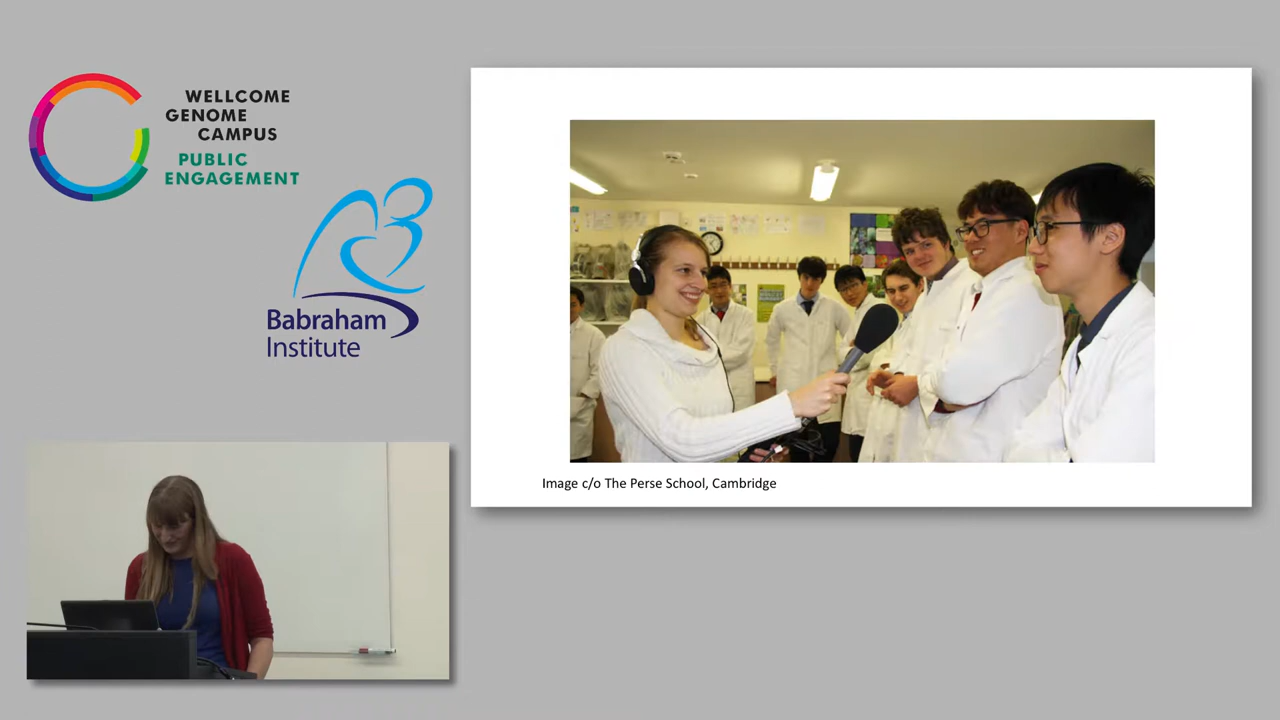 WELLCOME
GENOME
CAMPUS
PUBLIC
ENGAGEMENT
Babraham
Institute
Image c/o The Perse School, Cambridge